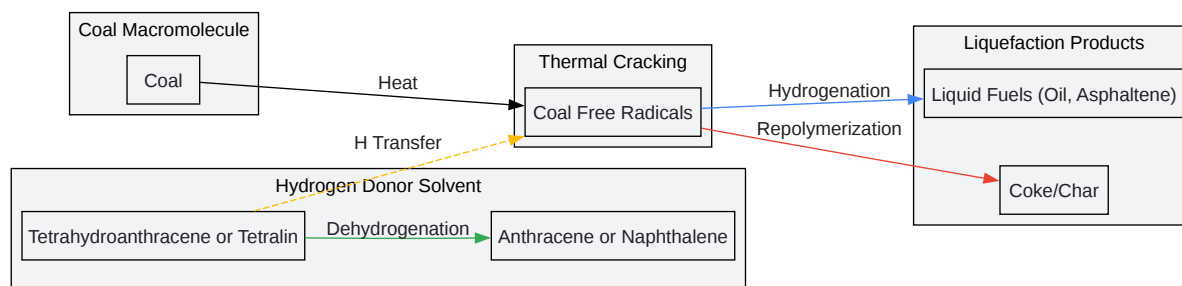 Coal Macromolecule
Coal
Heat
Thermal Cracking
Coal Free Radicals
Hydrogenation
Repolymerization
Liquefaction Products
Liquid Fuels (Oil, Asphaltene)
Coke/Char
H Transfer
Hydrogen Donor Solvent
Tetrahydroanthracene or Tetralin
Dehydrogenation
Anthracene or Naphthalene